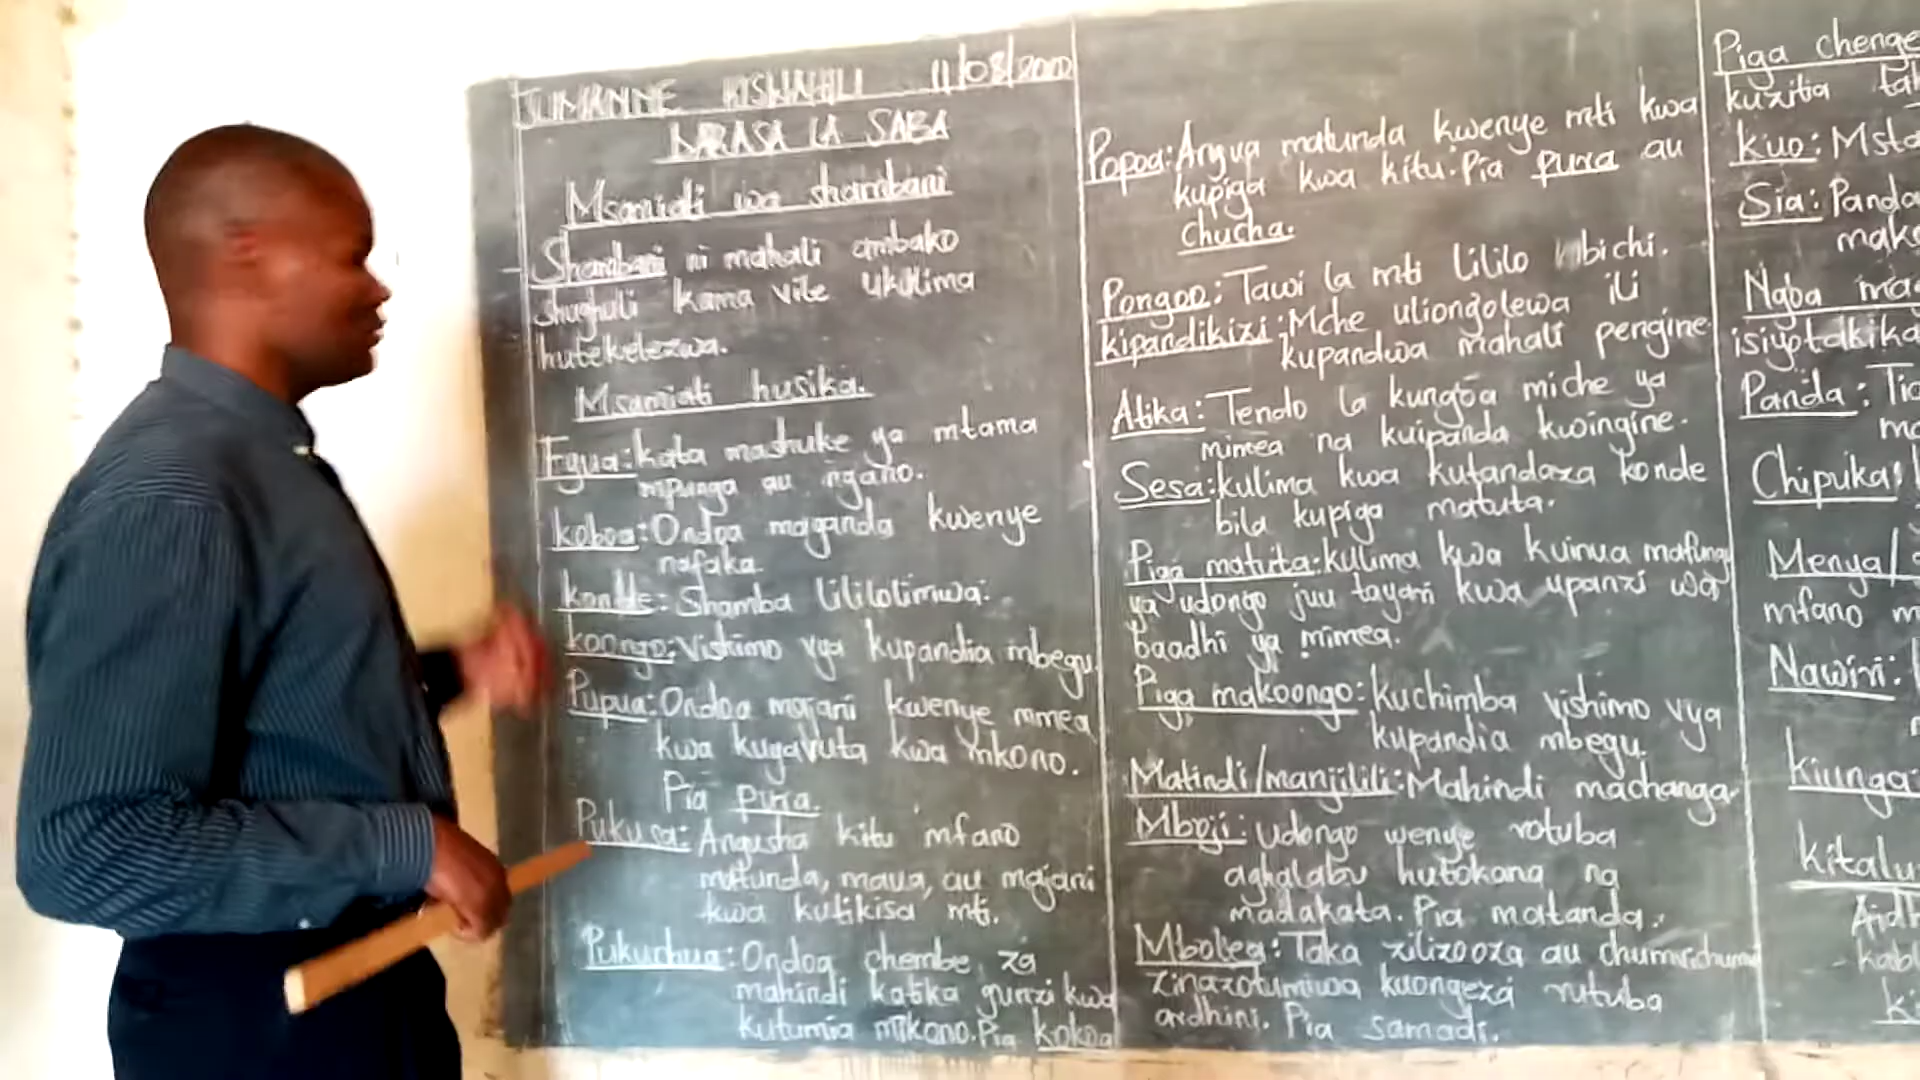 JUMANNE KISWAHILI 11/08/2020
DARASA LA SABA
Msamiati wa shambani
Shambani ni mahali ambako
shughuli kama vile ukulima
hutekelezwa.
Msamiati husika.
Egua: kata mashuke ya mtama
mpunga au ngano.
koboa: Ondoa maganda kwenye
nafaka.
konde: Shamba lililolimwa.
koongo: Vishimo vya kupandia mbegu.
Pupua: Ondoa majani kwenye mmea
kwa kuyavuta kwa mkono.
Pia pura.
Pukusa: Angusha kitu mfano
matunda, maua, au majani
kwa kutikisa mti.
Pukuchua: Ondoa chembe za
mahindi katika gunzi kwa
kutumia mikono. Pia kokoa
Popoa: Angua matunda kwenye mti kwa
kupiga kwa kitu. Pia pura au
chucha.
Pongoo: Tawi la mti lililo bichi.
kipandikizi: Mche uliongolewa ili
kupandwa mahali pengine
Atika: Tendo la kung'oa miche ya
mimea na kuipanda kwingine.
Sesa: kulima kwa kutandaza konde
bila kupiga matuta.
Piga matuta: kulima kwa kuinua mafungu
ya udongo juu tayari kwa upanzi wa
baadhi ya mimea.
Piga makoongo: kuchimba vishimo vya
kupandia mbegu.
Matindi/manjilili: Mahindi machanga.
Mboji: Udongo wenye rotuba
aghalabu hutokana na
madakata. Pia matanda.
Mbolea: Taka zilizooza au chumvichumvi
zinazotumiwa kuongeza rutuba
ardhini. Pia samadi.
Piga chenge
kuzitia
kuo:
Sia: Panda
Ngba
Panda:
Chipuka:
Menya/
mfano m
Nawiri:
kiunga
kitalu